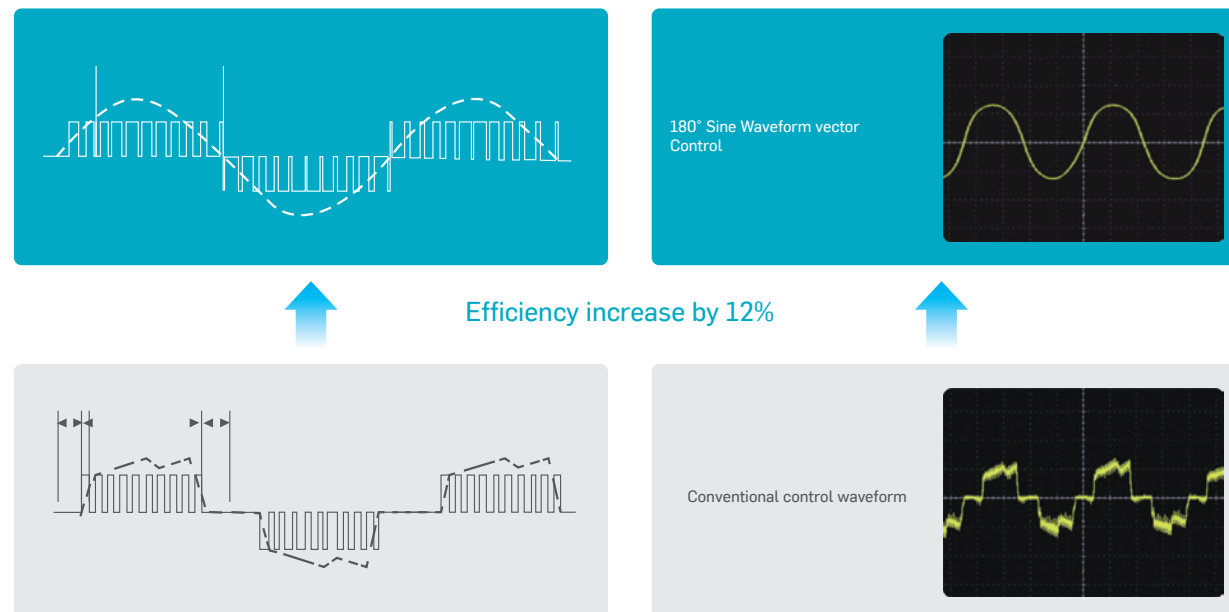 180° Sine Waveform vector
Control
Efficiency increase by 12%
Conventional control waveform